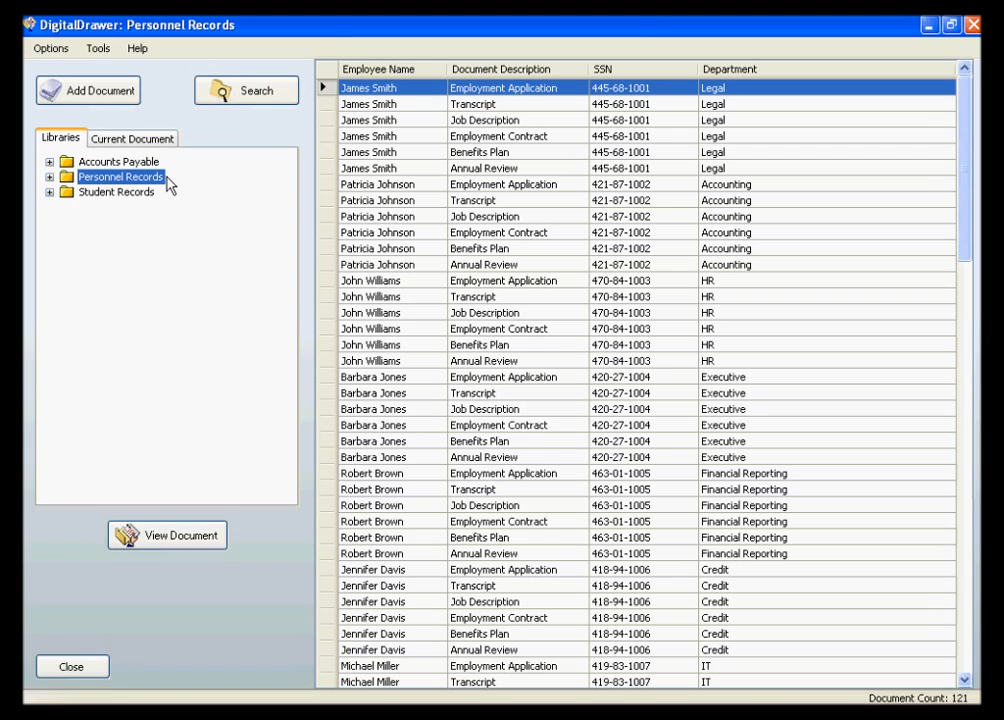 DigitalDrawer: Personnel Records
Options Tools Help
Add Document Search
Libraries Current Document
Accounts Payable
Personnel Records
Student Records
View Document
Close
Employee Name Document Description SSN Department
James Smith Employment Application 445-68-1001 Legal
James Smith Transcript 445-68-1001 Legal
James Smith Job Description 445-68-1001 Legal
James Smith Employment Contract 445-68-1001 Legal
James Smith Benefits Plan 445-68-1001 Legal
James Smith Annual Review 445-68-1001 Legal
Patricia Johnson Employment Application 421-87-1002 Accounting
Patricia Johnson Transcript 421-87-1002 Accounting
Patricia Johnson Job Description 421-87-1002 Accounting
Patricia Johnson Employment Contract 421-87-1002 Accounting
Patricia Johnson Benefits Plan 421-87-1002 Accounting
Patricia Johnson Annual Review 421-87-1002 Accounting
John Williams Employment Application 470-84-1003 HR
John Williams Transcript 470-84-1003 HR
John Williams Job Description 470-84-1003 HR
John Williams Employment Contract 470-84-1003 HR
John Williams Benefits Plan 470-84-1003 HR
John Williams Annual Review 470-84-1003 HR
Barbara Jones Employment Application 420-27-1004 Executive
Barbara Jones Transcript 420-27-1004 Executive
Barbara Jones Job Description 420-27-1004 Executive
Barbara Jones Employment Contract 420-27-1004 Executive
Barbara Jones Benefits Plan 420-27-1004 Executive
Barbara Jones Annual Review 420-27-1004 Executive
Robert Brown Employment Application 463-01-1005 Financial Reporting
Robert Brown Transcript 463-01-1005 Financial Reporting
Robert Brown Job Description 463-01-1005 Financial Reporting
Robert Brown Employment Contract 463-01-1005 Financial Reporting
Robert Brown Benefits Plan 463-01-1005 Financial Reporting
Robert Brown Annual Review 463-01-1005 Financial Reporting
Jennifer Davis Employment Application 418-94-1006 Credit
Jennifer Davis Transcript 418-94-1006 Credit
Jennifer Davis Job Description 418-94-1006 Credit
Jennifer Davis Employment Contract 418-94-1006 Credit
Jennifer Davis Benefits Plan 418-94-1006 Credit
Jennifer Davis Annual Review 418-94-1006 Credit
Michael Miller Employment Application 419-83-1007 IT
Michael Miller Transcript 419-83-1007 IT
Document Count: 121